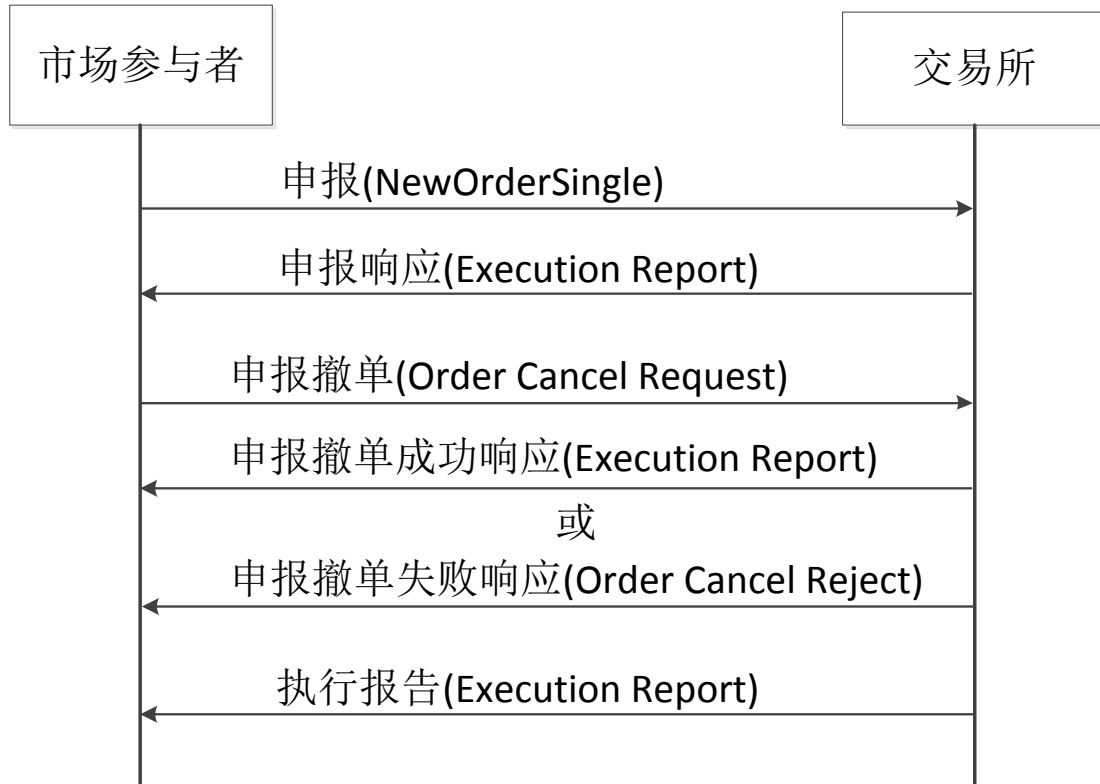 市场参与者
交易所
申报(NewOrderSingle)
申报响应(Execution Report)
申报撤单(Order Cancel Request)
申报撤单成功响应(Execution Report)
或
申报撤单失败响应(Order Cancel Reject)
执行报告(Execution Report)